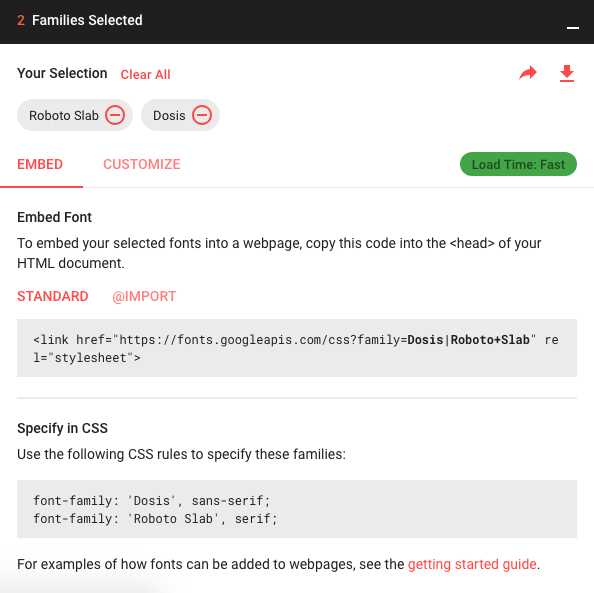 2 Families Selected
Your Selection Clear All
Roboto Slab Dosis
EMBED CUSTOMIZE Load Time: Fast
Embed Font
To embed your selected fonts into a webpage, copy this code into the <head> of your
HTML document.
STANDARD @IMPORT
<link href="https://fonts.googleapis.com/css?family=Dosis|Roboto+Slab" re
l="stylesheet">
Specify in CSS
Use the following CSS rules to specify these families:
font-family: 'Dosis', sans-serif;
font-family: 'Roboto Slab', serif;
For examples of how fonts can be added to webpages, see the getting started guide.